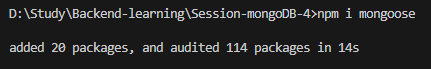 D:\Study\Backend-learning\Session-mongoDB-4>npm i mongoose
added 20 packages, and audited 114 packages in 14s